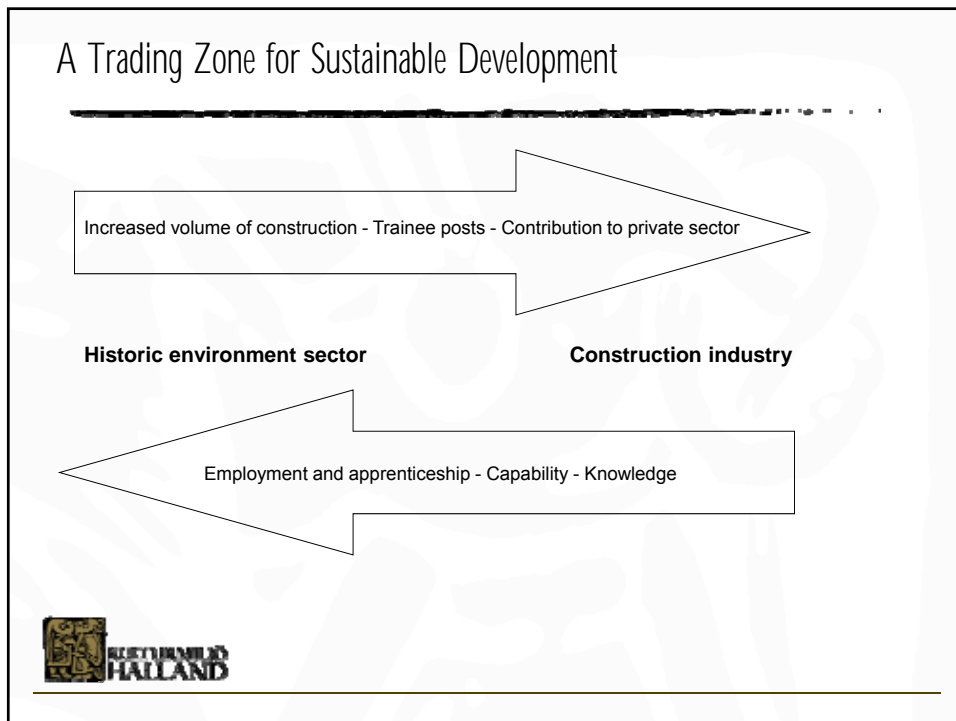 A Trading Zone for Sustainable Development
Increased volume of construction - Trainee posts - Contribution to private sector
Historic environment sector
Construction industry
Employment and apprenticeship - Capability - Knowledge
KULTURMILJÖ
HALLAND